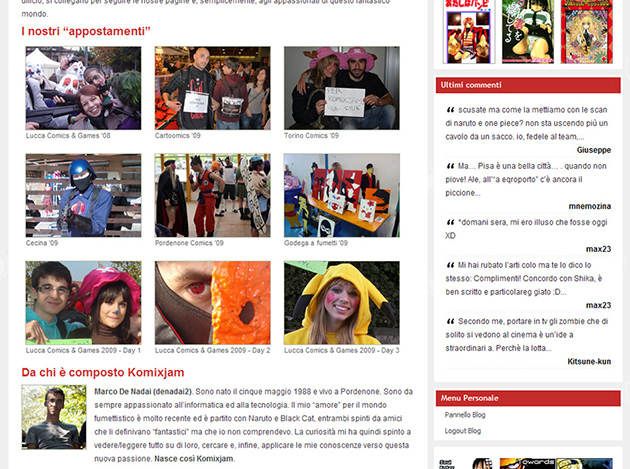 ufficio, si collegano per seguire le nostre pagine e, semplicemente, agli appassionati di questo fantastico
mondo.
I nostri “appostamenti”
Lucca Comics & Games '08
Cartoomics '09
Torino Comics '09
Cecina '09
Pordenone Comics '09
Godega a fumetti '09
Lucca Comics & Games 2009 - Day 1
Lucca Comics & Games 2009 - Day 2
Lucca Comics & Games 2009 - Day 3
Da chi è composto Komixjam
Marco De Nadai (denadai2). Sono nato il cinque maggio 1988 e vivo a Pordenone. Sono da
sempre appassionato all'informatica ed alla tecnologia. Il mio “amore” per il mondo
fumettistico è molto recente ed è partito con Naruto e Black Cat, entrambi spinti da amici
che li definivano “fantastici” ma che io non comprendevo. La curiosità mi ha quindi spinto a
vedere/leggere tutto su di loro, cercare e, infine, applicare le mie conoscenze verso questa
nuova passione. Nasce così Komixjam.
Ultimi commenti
scusate ma come la mettiamo con le scan
di naruto e one piece? non sta uscendo più un
cavolo da un sacco. io, fedele al team,...
Giuseppe
Ma... Pisa è una bella città... . quando non
piove! Ale, all'“a eqroporto” c'è ancora il
piccione...
mnemozina
*domani sera, mi ero illuso che fosse oggi
XD
max23
Mi hai rubato l'arti colo ma te lo dico lo
stesso: Complimenti! Concordo con Shika, è
ben scritto e particolareg giato :D...
max23
Secondo me, portare in tv gli zombie che di
solito si vedono al cinema è un'ide a
straordinari a. Perchè la lotta...
Kitsune-kun
Menu Personale
Pannello Blog
Logout Blog